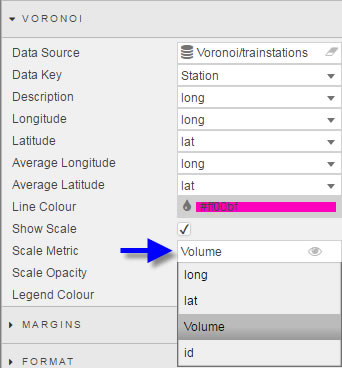 VORONOI
Data Source Voronoi/trainstations
Data Key Station
Description long
Longitude long
Latitude lat
Average Longitude long
Average Latitude lat
Line Colour #ff00bf
Show Scale
Scale Metric Volume
Scale Opacity long
lat
Legend Colour
Volume
MARGINS
id
FORMAT